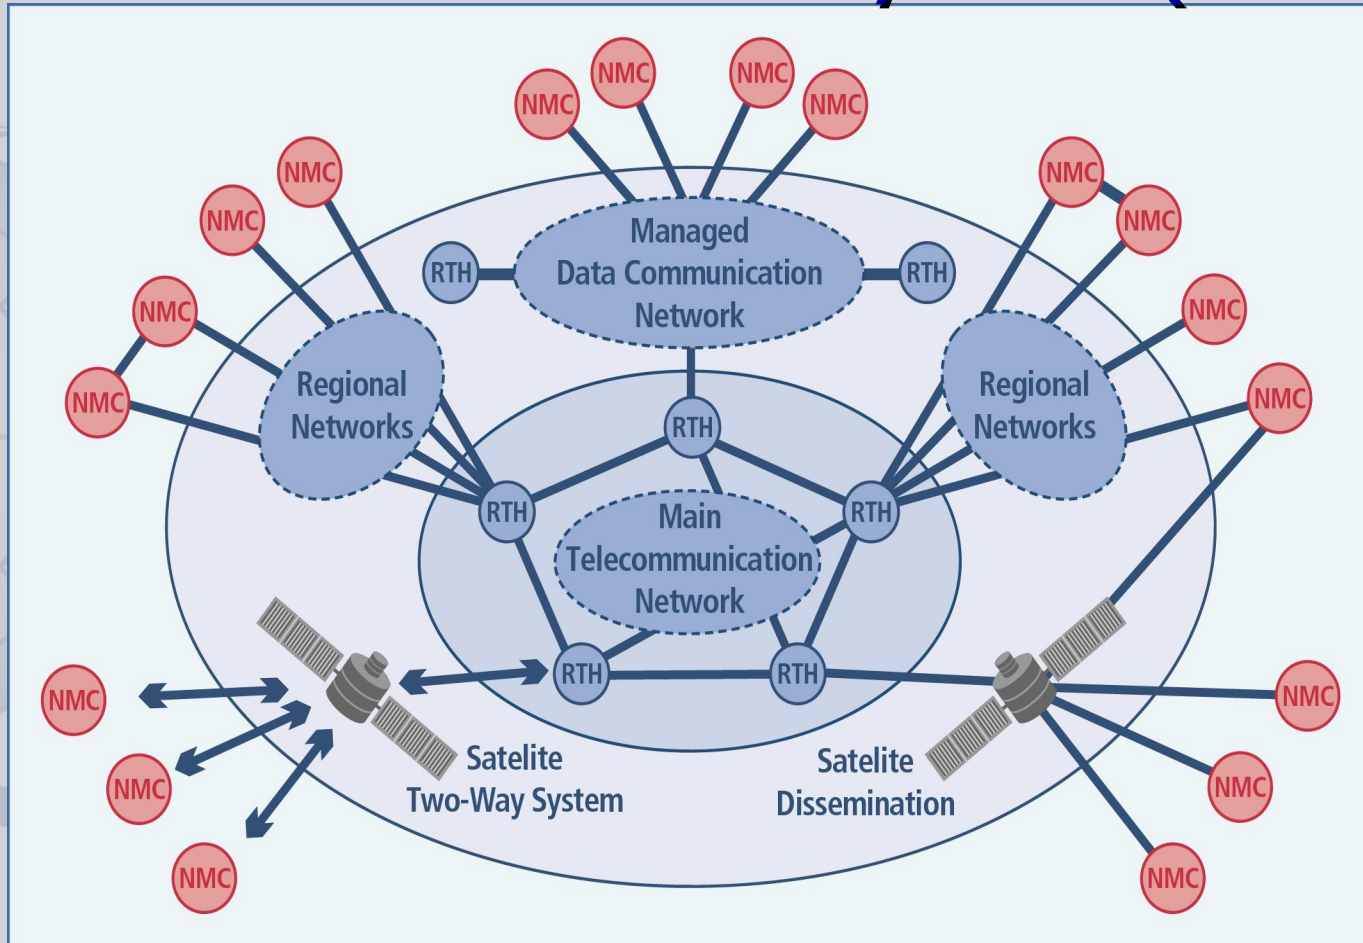 NMC
NMC
NMC
NMC
NMC
NMC
NMC
NMC
NMC
NMC
NMC
NMC
Managed
Data Communication
Network
RTH
RTH
Regional
Networks
Regional
Networks
RTH
RTH
RTH
Main
Telecommunication
Network
RTH
RTH
NMC
NMC
NMC
NMC
NMC
NMC
Satelite
Two-Way System
Satelite
Dissemination